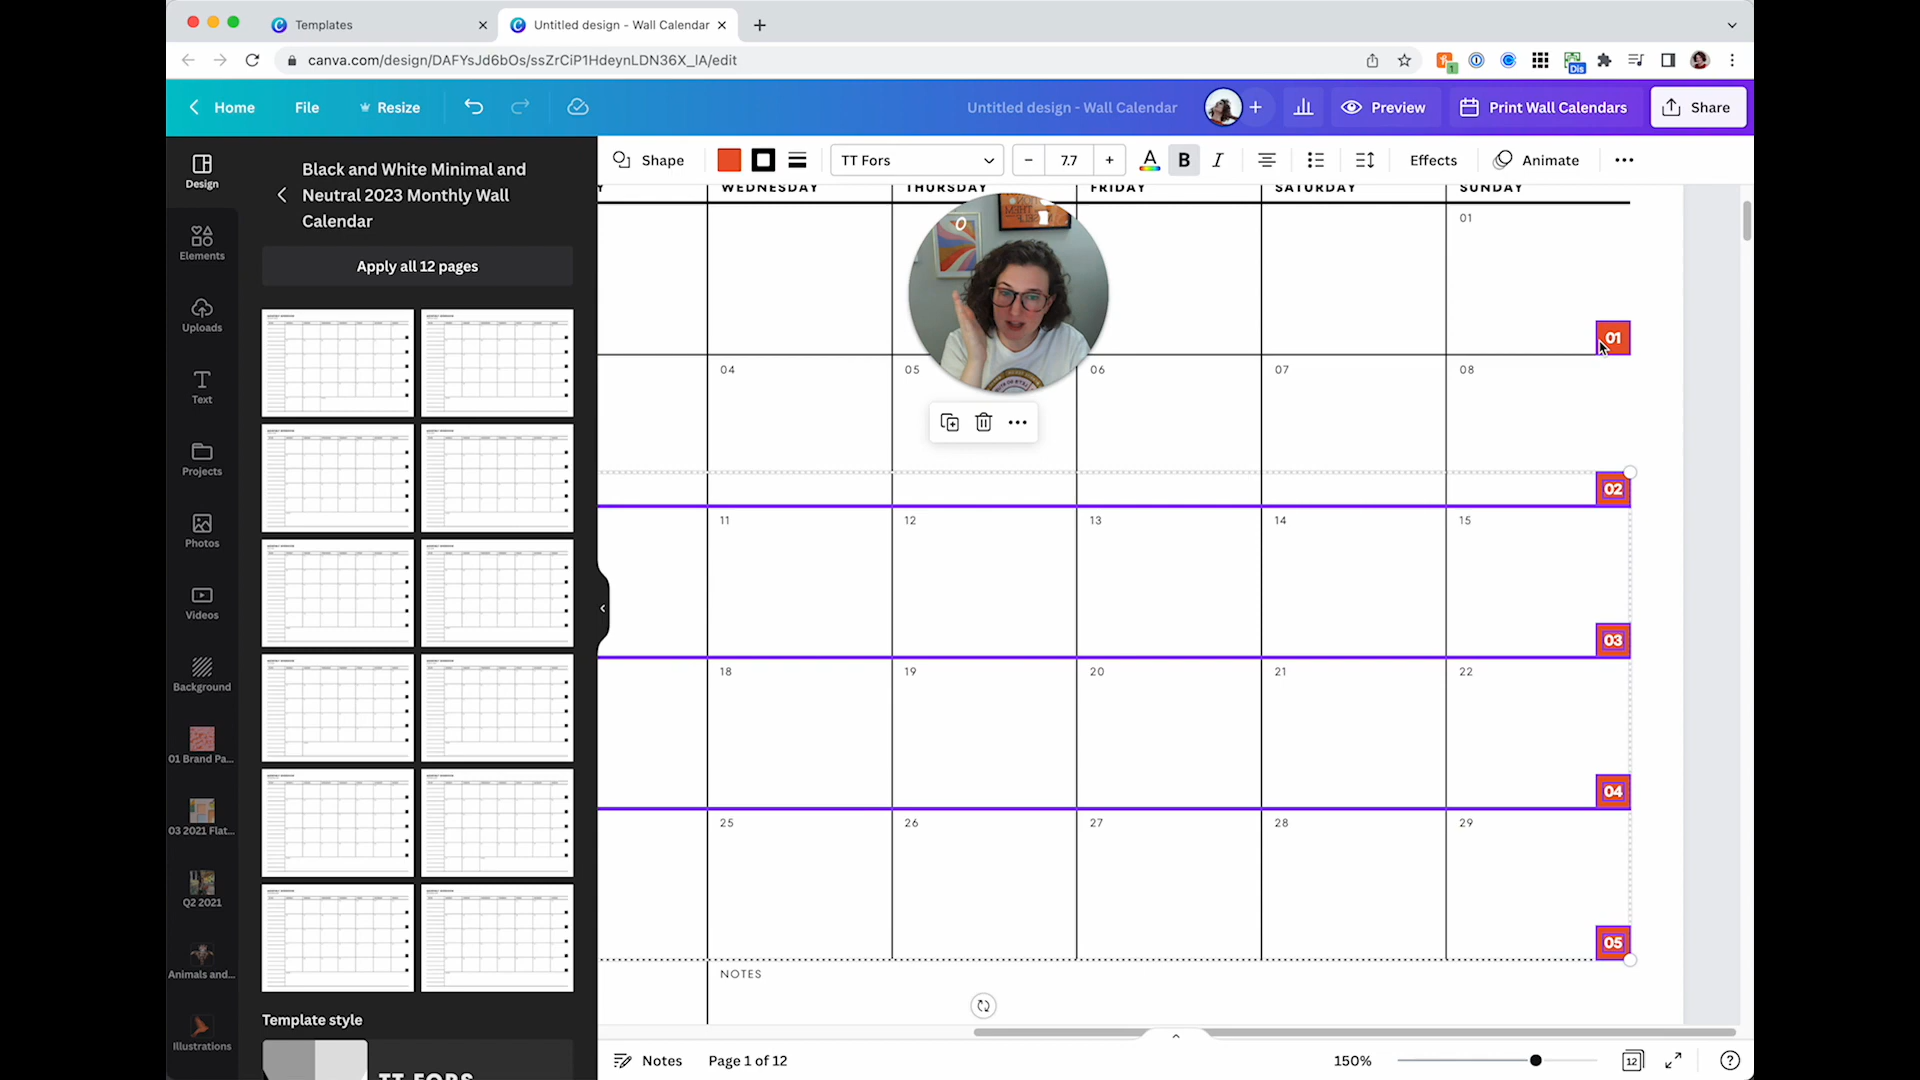 Templates
Untitled design - Wall Calendar
canva.com/design/DAFYsJd6bOs/ssZrCiP1HdeynLDN36X_lA/edit
1
Dis
Home
File
Resize
Untitled design - Wall Calendar
Preview
Print Wall Calendars
Share
Shape
TT Fors
7.7
A
B
I
Effects
Animate
Design
Elements
Uploads
Text
Projects
Photos
Videos
Background
01 Brand Pa...
03 2021 Flat...
Q2 2021
Animals and...
Illustrations
Black and White Minimal and
Neutral 2023 Monthly Wall
Calendar
Apply all 12 pages
Template style
TT FORS
Y
WEDNESDAY
THURSDAY
FRIDAY
SATURDAY
SUNDAY
01
01
04
05
06
07
08
02
11
12
13
14
15
03
18
19
20
21
22
04
25
26
27
28
29
05
NOTES
Notes
Page 1 of 12
150%
12